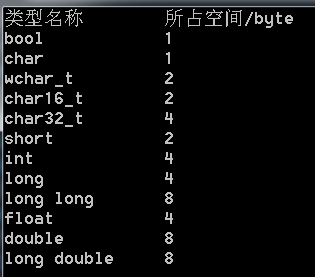 类型名称 所占空间/byte
bool 1
char 1
wchar_t 2
char16_t 2
char32_t 4
short 2
int 4
long 4
long long 8
float 4
double 8
long double 8